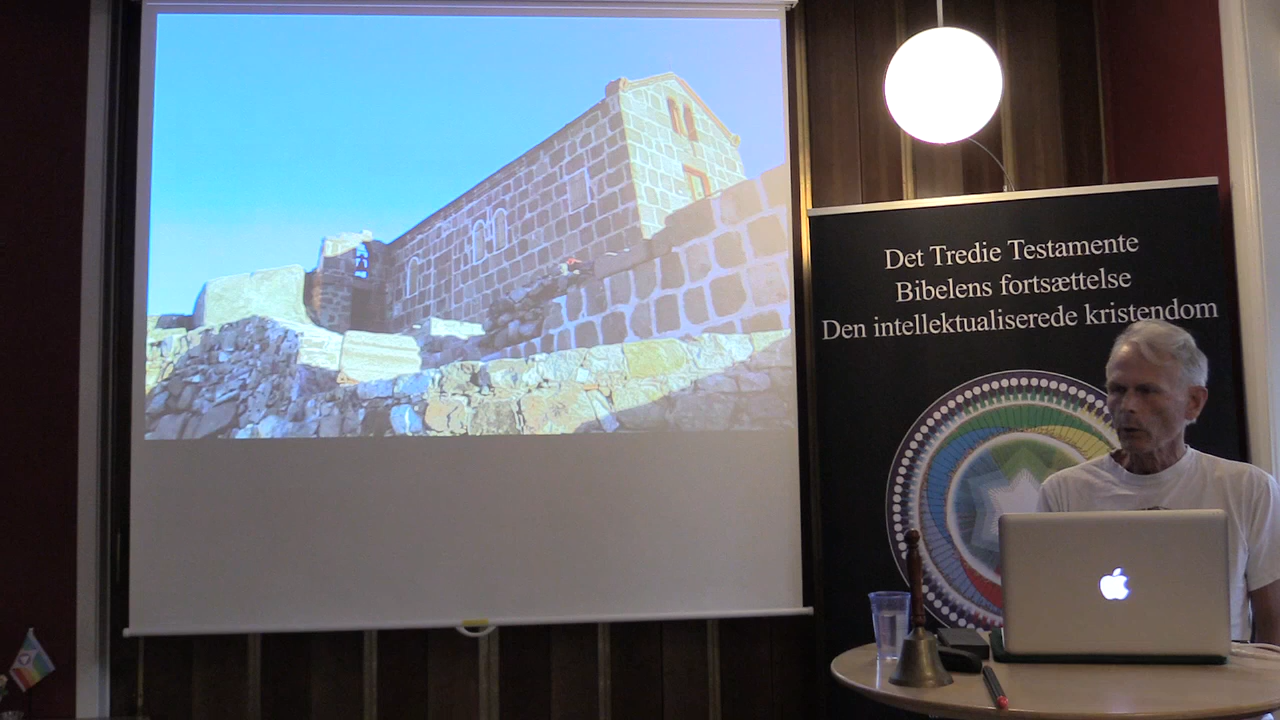 Det Tredie Testamente
Bibelens fortsættelse
Den intellektualiserede kristendom